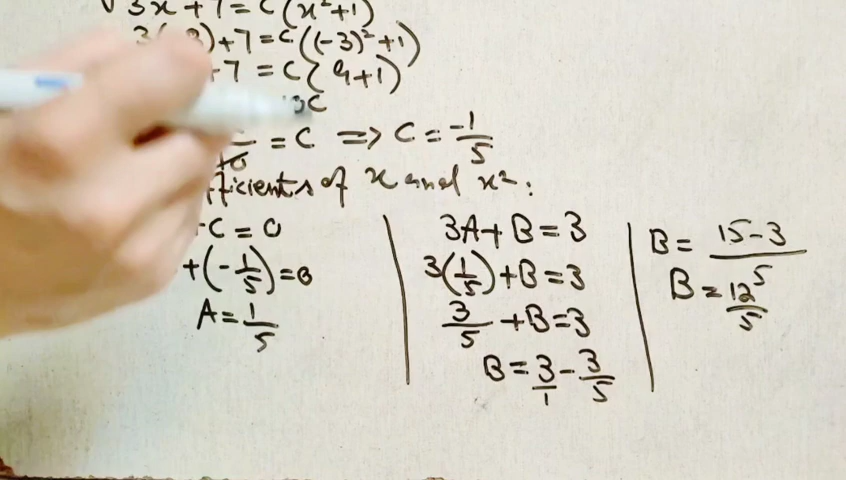 √ 3x+7=C(x²+1)
3( )+7=C((-3)²+1)
+7=C(9+1)
C
=C => C=-1/5
fficients of x and x²:
-C=0
+(-1/5)=0
A=1/5
3A+B=3
3(1/5)+B=3
3/5+B=3
B=3/1-3/5
B=15-3/5
B=12/5